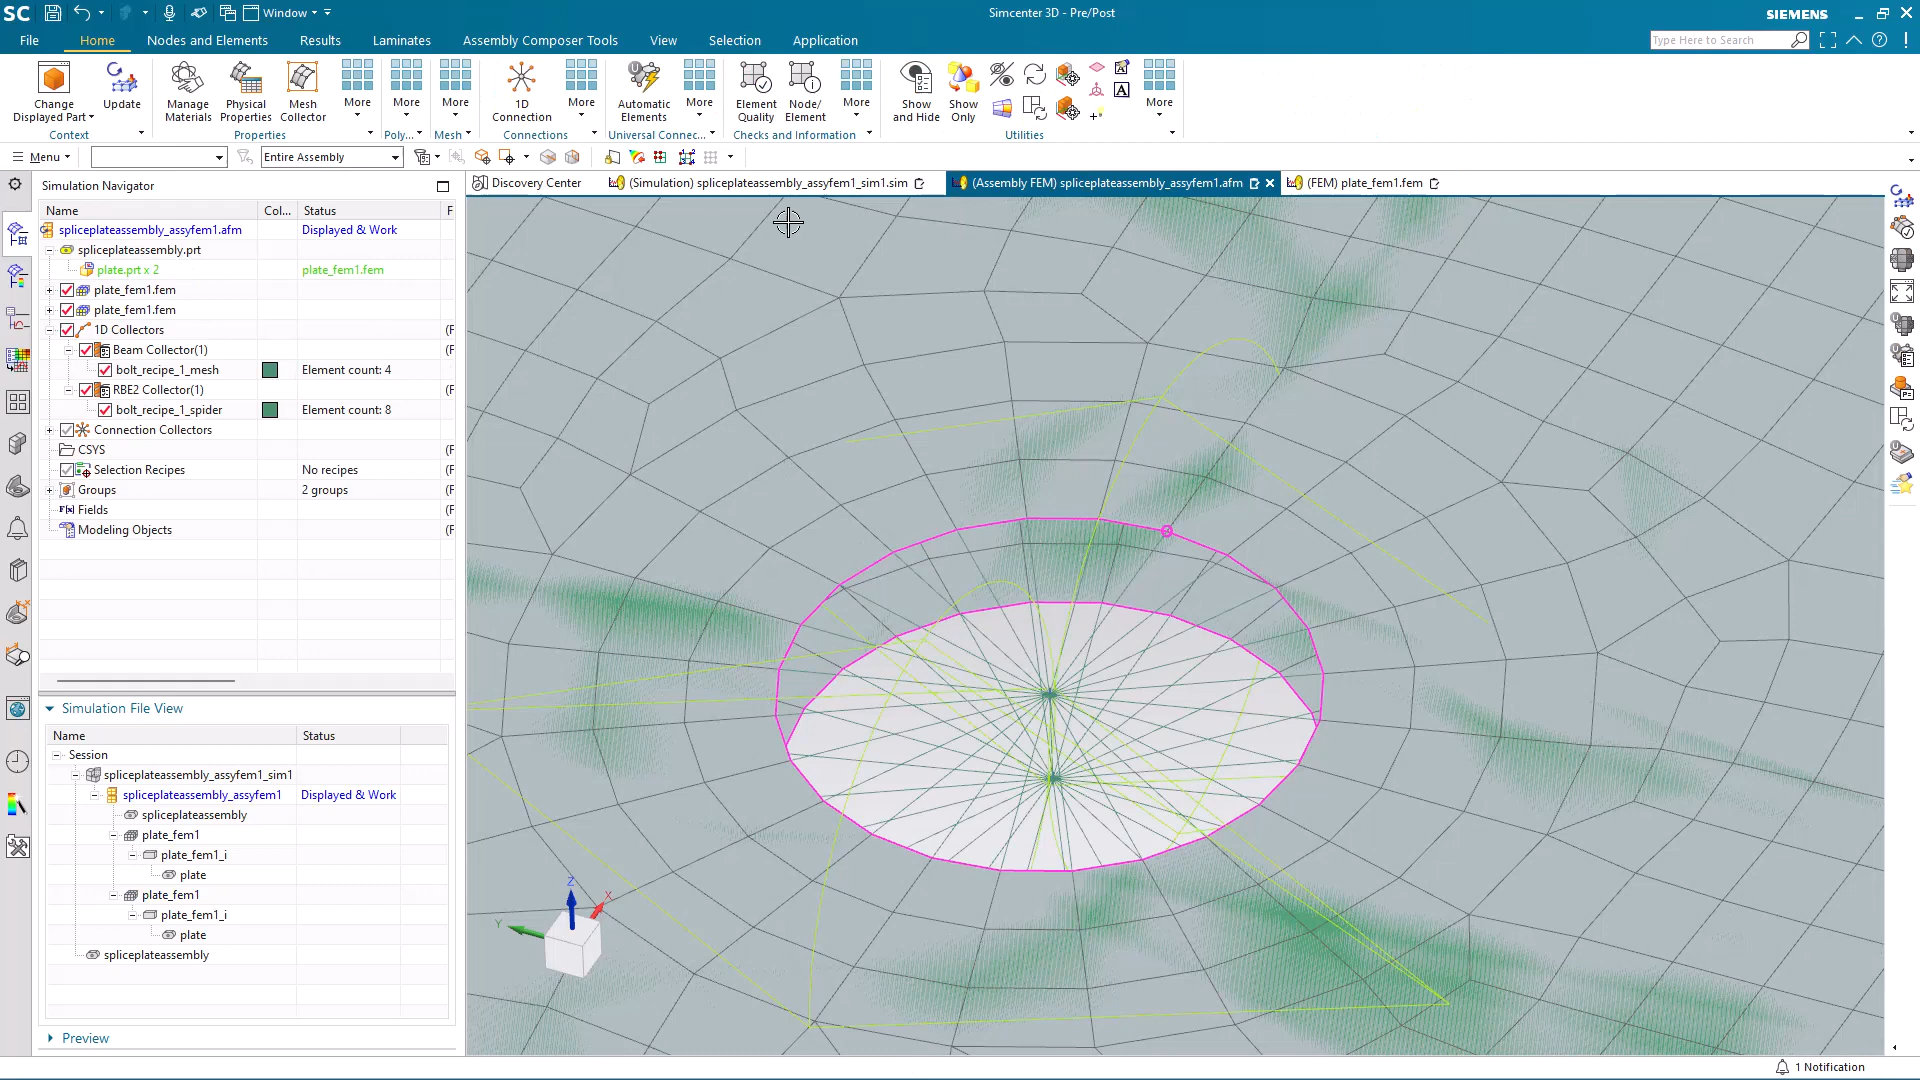 SC Window Simcenter 3D - Pre/Post SIEMENS
File Home Nodes and Elements Results Laminates Assembly Composer Tools View Selection Application Type Here to Search
Change Displayed Part
Update
Manage Materials
Physical Properties
Mesh Collector
More
More
More
1D Connection
More
Automatic Elements
More
Element Quality
Node/ Element
More
Show and Hide
Show Only
More
Context Properties Poly... Mesh Connections Universal Connec... Checks and Information Utilities
Menu Entire Assembly
Simulation Navigator
Discovery Center (Simulation) spliceplateassembly_assyfem1_sim1.sim (Assembly FEM) spliceplateassembly_assyfem1.afm (FEM) plate_fem1.fem
Name Col... Status F
spliceplateassembly_assyfem1.afm Displayed & Work
spliceplateassembly.prt
plate.prt x 2 plate_fem1.fem
plate_fem1.fem
plate_fem1.fem
1D Collectors (F
Beam Collector(1) (F
bolt_recipe_1_mesh Element count: 4
RBE2 Collector(1) (F
bolt_recipe_1_spider Element count: 8
Connection Collectors (F
CSYS (F
Selection Recipes No recipes (F
Groups 2 groups (F
Fields (F
Modeling Objects (F
Simulation File View
Name Status
Session
spliceplateassembly_assyfem1_sim1
spliceplateassembly_assyfem1 Displayed & Work
spliceplateassembly
plate_fem1
plate_fem1_i
plate
plate_fem1
plate_fem1_i
plate
spliceplateassembly
Preview
Z
X
Y
1 Notification